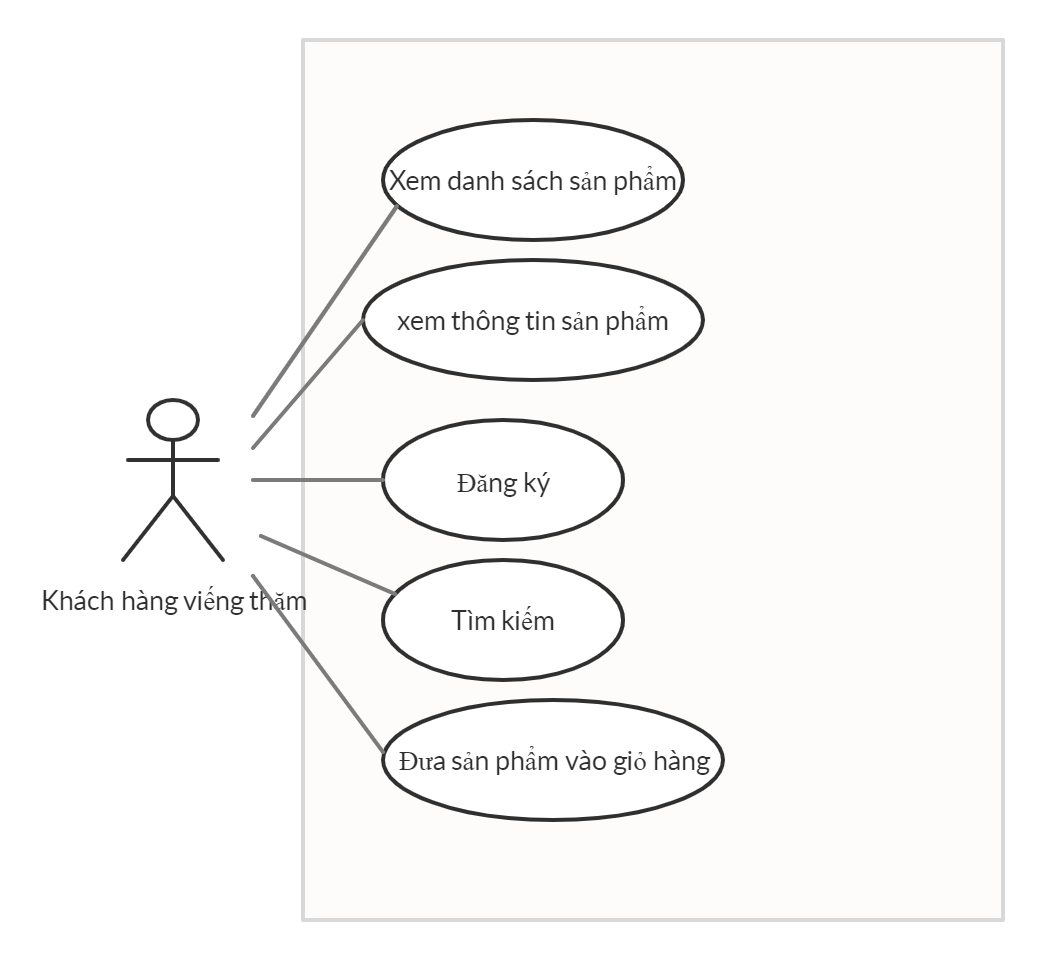 Xem danh sách sản phẩm
xem thông tin sản phẩm
Đăng ký
Khách hàng viếng thăm
Tìm kiếm
Đưa sản phẩm vào giỏ hàng